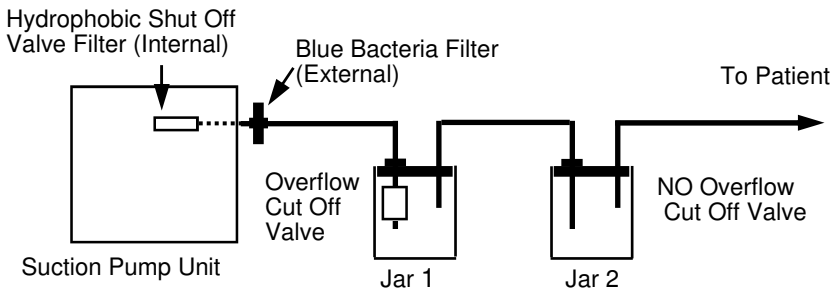 Hydrophobic Shut Off
Valve Filter (Internal)
Blue Bacteria Filter
(External)
To Patient
Overflow
Cut Off
Valve
NO Overflow
Cut Off Valve
Suction Pump Unit
Jar 1
Jar 2